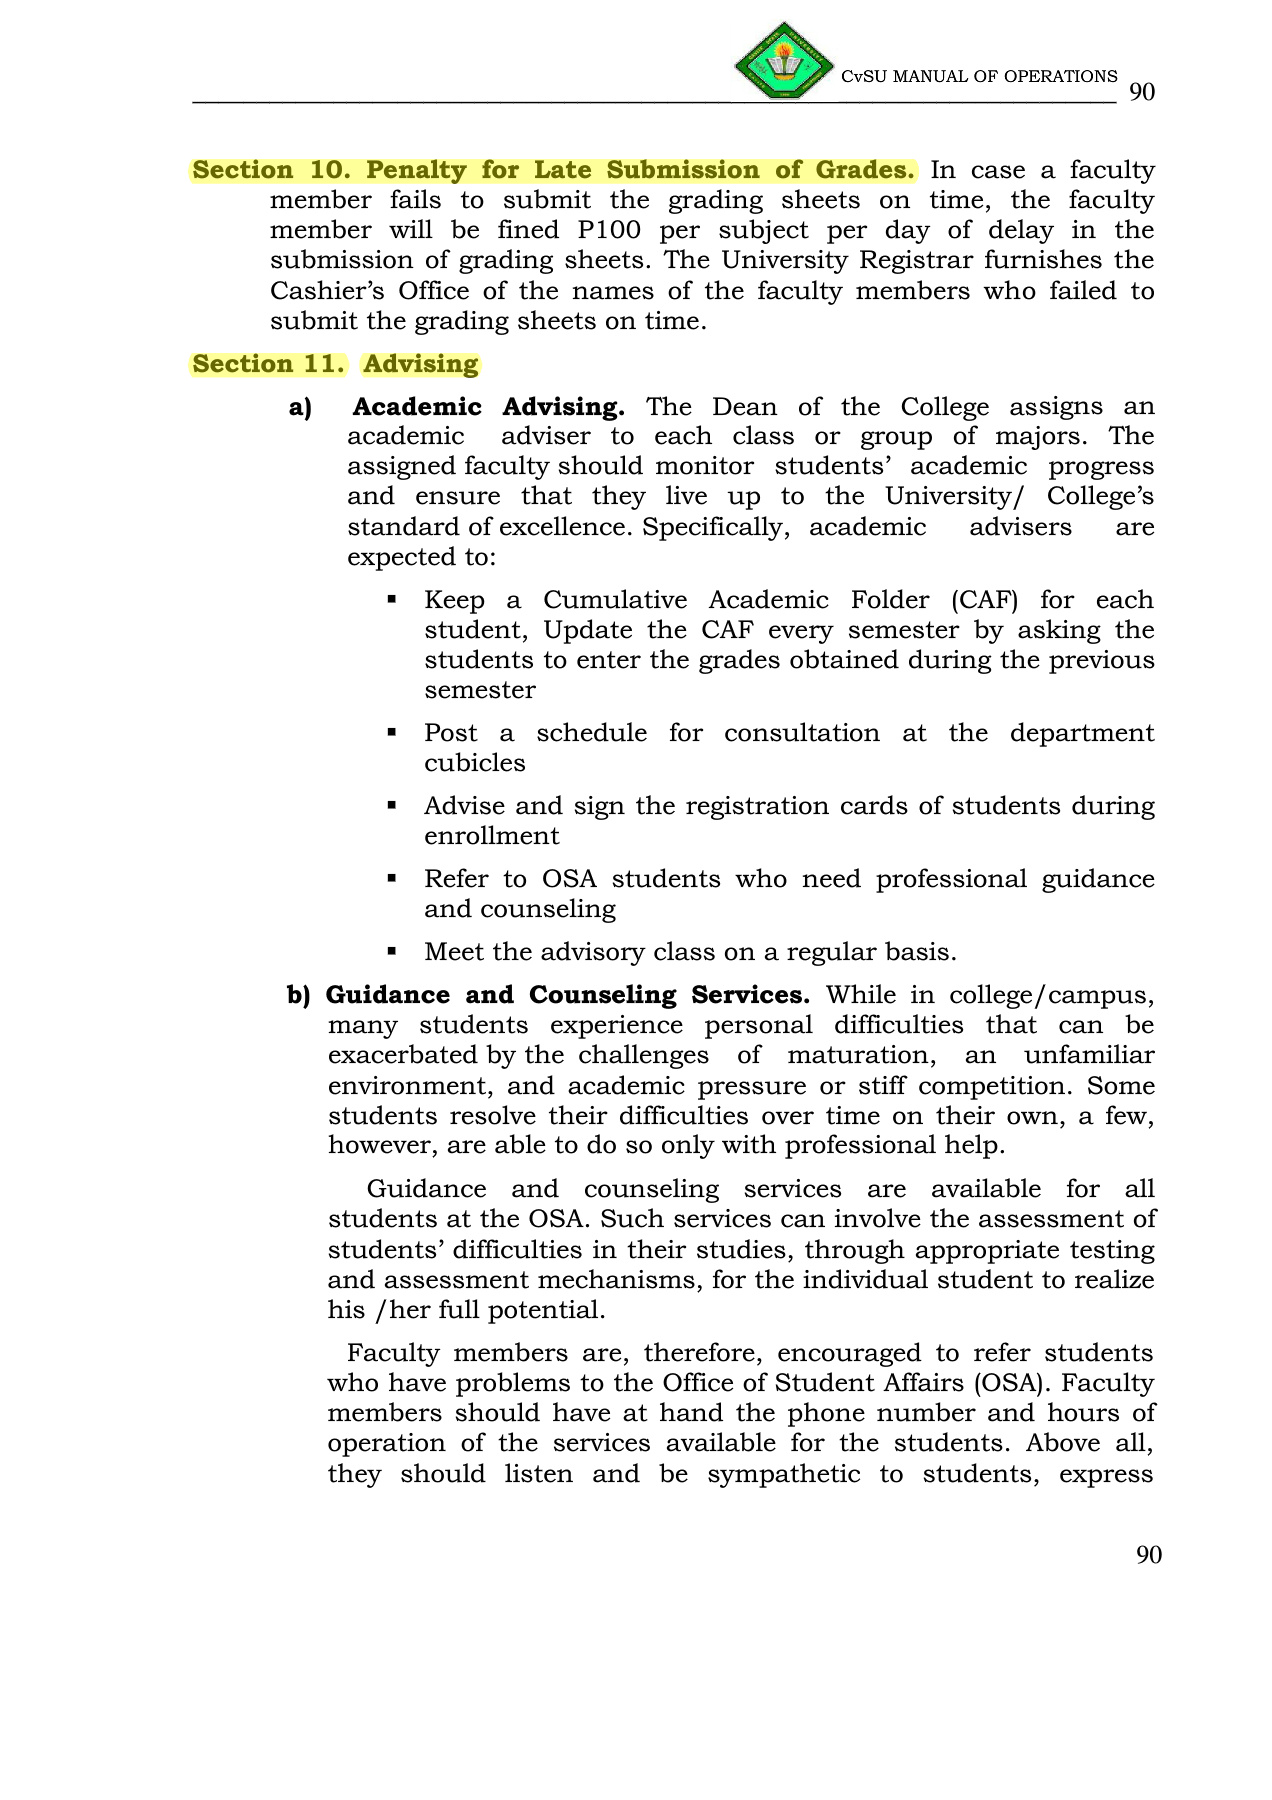 CvSU MANUAL OF OPERATIONS
90
Section 10. Penalty for Late Submission of Grades. In case a faculty
member fails to submit the grading sheets on time, the faculty
member will be fined P100 per subject per day of delay in the
submission of grading sheets. The University Registrar furnishes the
Cashier’s Office of the names of the faculty members who failed to
submit the grading sheets on time.
Section 11. Advising
a) Academic Advising. The Dean of the College assigns an
academic adviser to each class or group of majors. The
assigned faculty should monitor students’ academic progress
and ensure that they live up to the University/ College’s
standard of excellence. Specifically, academic advisers are
expected to:
▪ Keep a Cumulative Academic Folder (CAF) for each
student, Update the CAF every semester by asking the
students to enter the grades obtained during the previous
semester
▪ Post a schedule for consultation at the department
cubicles
▪ Advise and sign the registration cards of students during
enrollment
▪ Refer to OSA students who need professional guidance
and counseling
▪ Meet the advisory class on a regular basis.
b) Guidance and Counseling Services. While in college/campus,
many students experience personal difficulties that can be
exacerbated by the challenges of maturation, an unfamiliar
environment, and academic pressure or stiff competition. Some
students resolve their difficulties over time on their own, a few,
however, are able to do so only with professional help.
Guidance and counseling services are available for all
students at the OSA. Such services can involve the assessment of
students’ difficulties in their studies, through appropriate testing
and assessment mechanisms, for the individual student to realize
his /her full potential.
Faculty members are, therefore, encouraged to refer students
who have problems to the Office of Student Affairs (OSA). Faculty
members should have at hand the phone number and hours of
operation of the services available for the students. Above all,
they should listen and be sympathetic to students, express
90